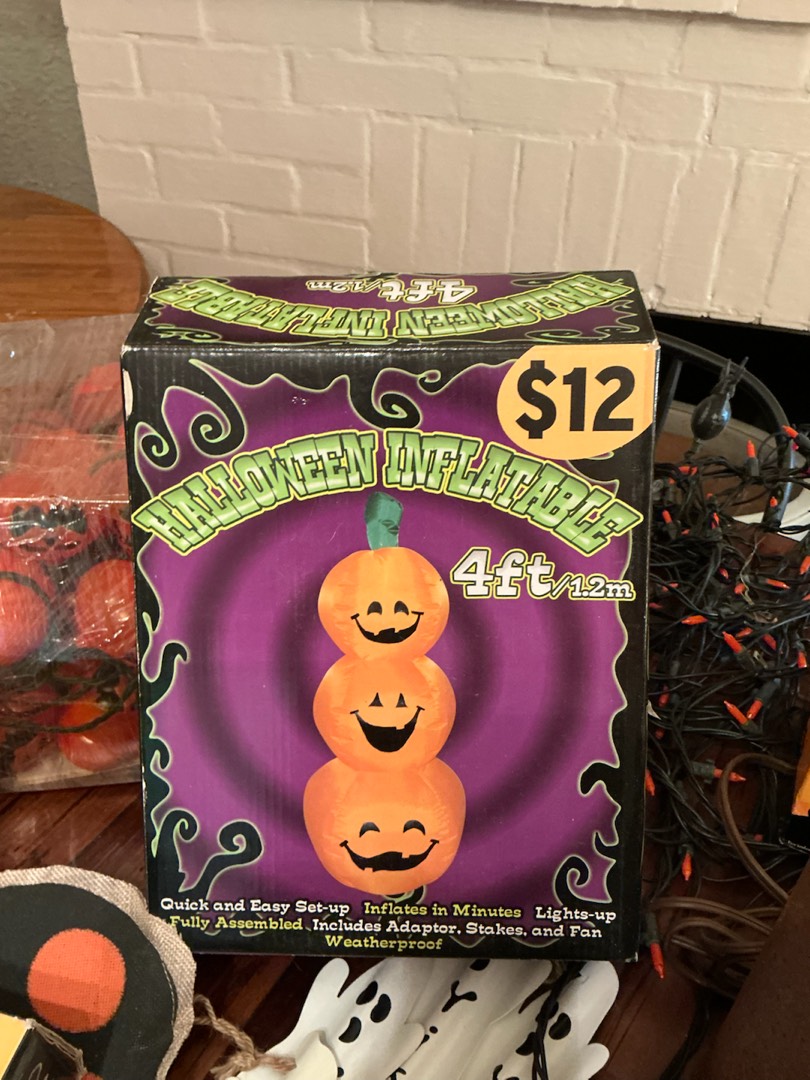 4ft/1.2m
HALLOWEEN INFLATABLE
$12
HALLOWEEN INFLATABLE
4ft/1.2m
Quick and Easy Set-up Inflates in Minutes Lights-up
Fully Assembled Includes Adaptor, Stakes, and Fan
Weatherproof